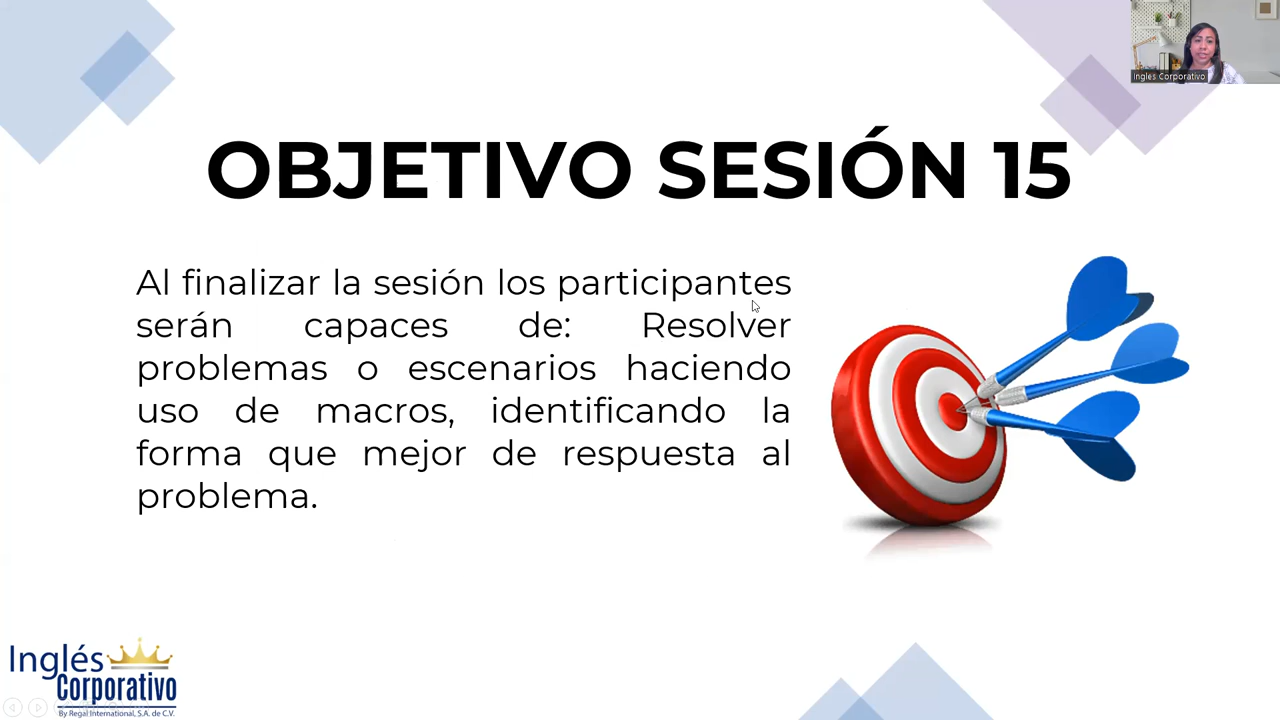 Inglés Corporativo
OBJETIVO SESIÓN 15
Al finalizar la sesión los participantes
serán capaces de: Resolver
problemas o escenarios haciendo
uso de macros, identificando la
forma que mejor de respuesta al
problema.
Inglés
Corporativo
By Regal International, S.A. de C.V.